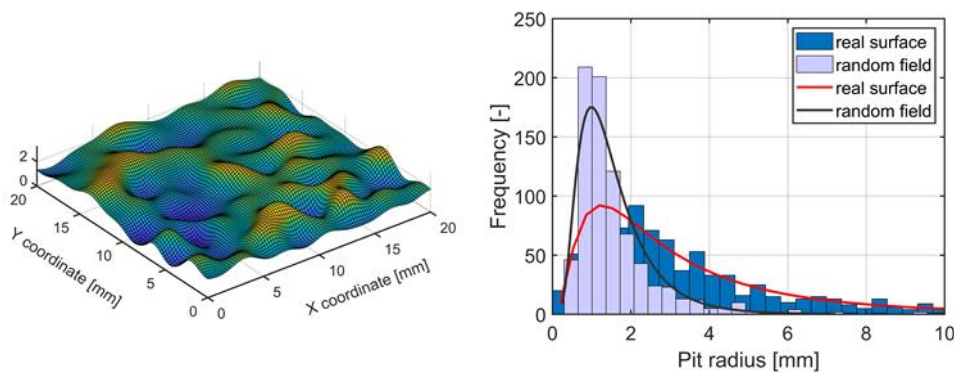 2
0
20
15
10
5
0
Y coordinate [mm]
0
5
10
15
20
X coordinate [mm]
250
200
150
100
50
0
Frequency [-]
real surface
random field
real surface
random field
0 2 4 6 8 10
Pit radius [mm]